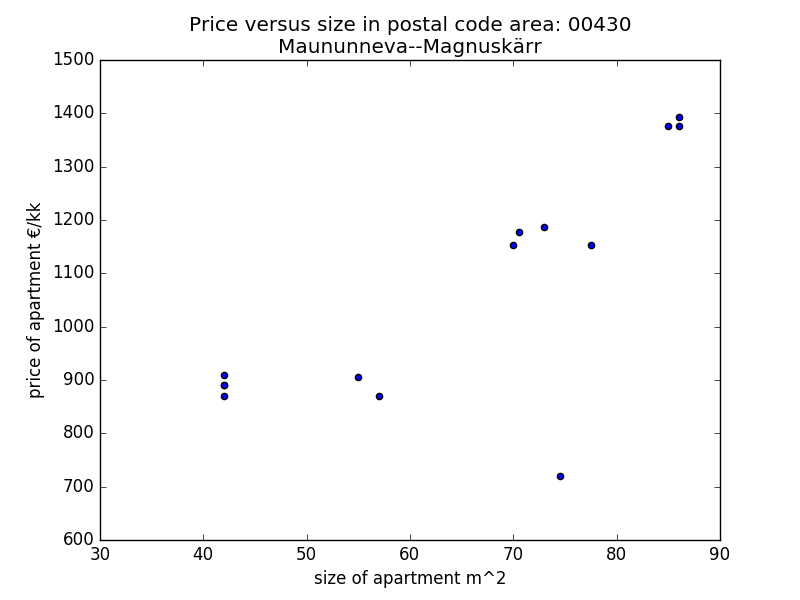 Price versus size in postal code area: 00430
Maununneva--Magnuskärr
1500
1400
1300
1200
1100
1000
900
800
700
600
price of apartment €/kk
30 40 50 60 70 80 90
size of apartment m^2